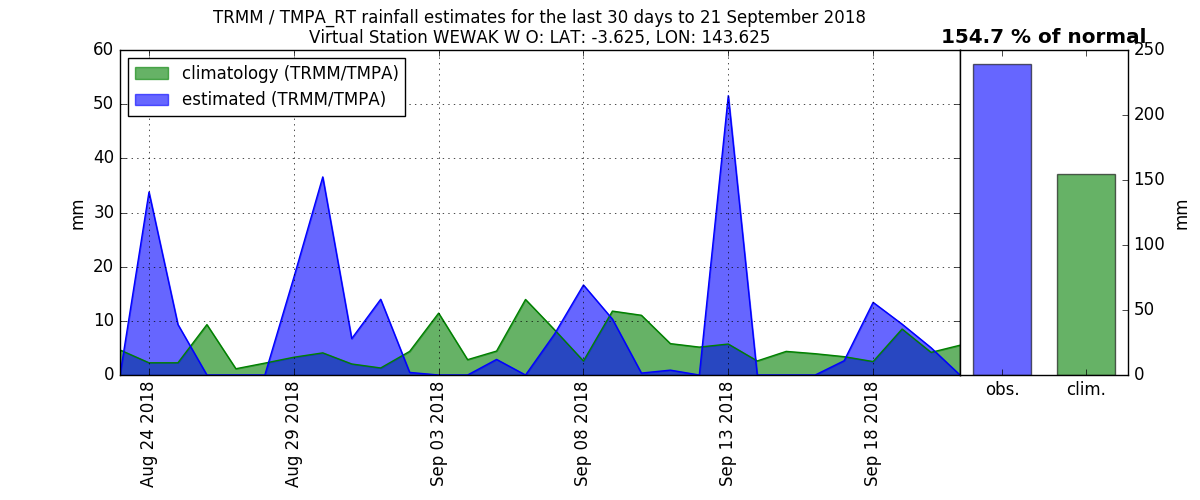 TRMM / TMPA_RT rainfall estimates for the last 30 days to 21 September 2018
Virtual Station WEWAK W O: LAT: -3.625, LON: 143.625
154.7 % of normal
climatology (TRMM/TMPA)
estimated (TRMM/TMPA)
60
50
40
30
20
10
0
mm
Aug 24 2018
Aug 29 2018
Sep 03 2018
Sep 08 2018
Sep 13 2018
Sep 18 2018
obs.
clim.
250
200
150
100
50
0
mm